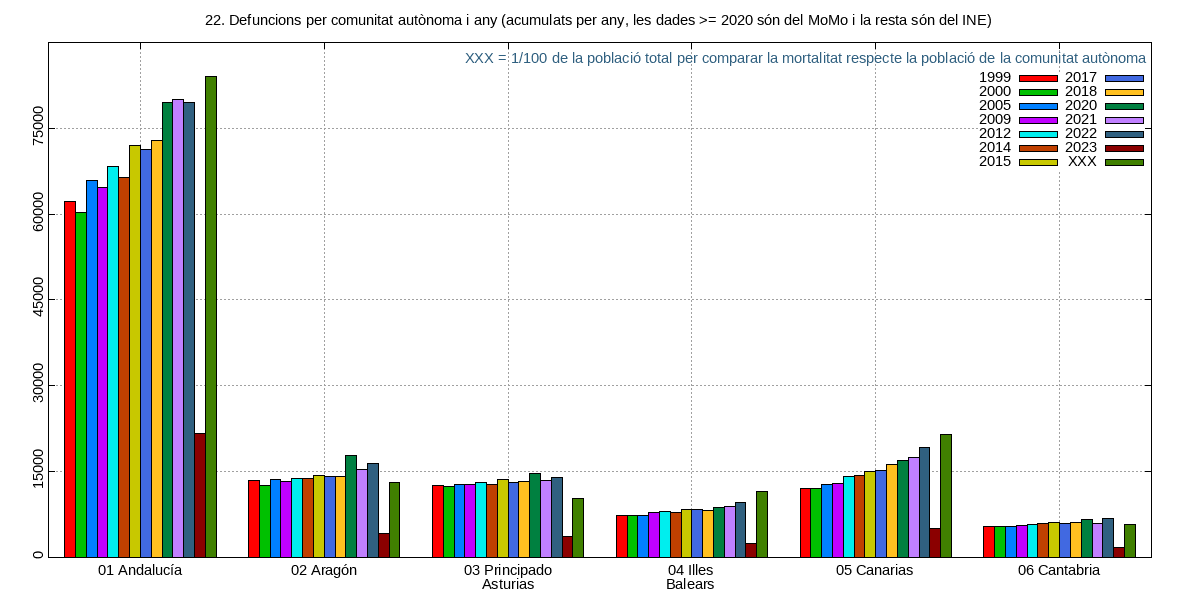 22. Defuncions per comunitat autònoma i any (acumulats per any, les dades >= 2020 són del MoMo i la resta són del INE)
XXX = 1/100 de la població total per comparar la mortalitat respecte la població de la comunitat autònoma
1999 2017
2000 2018
2005 2020
2009 2021
2012 2022
2014 2023
2015 XXX
75000
60000
45000
30000
15000
0
01 Andalucía 02 Aragón 03 Principado 04 Illes 05 Canarias 06 Cantabria
Asturias Balears